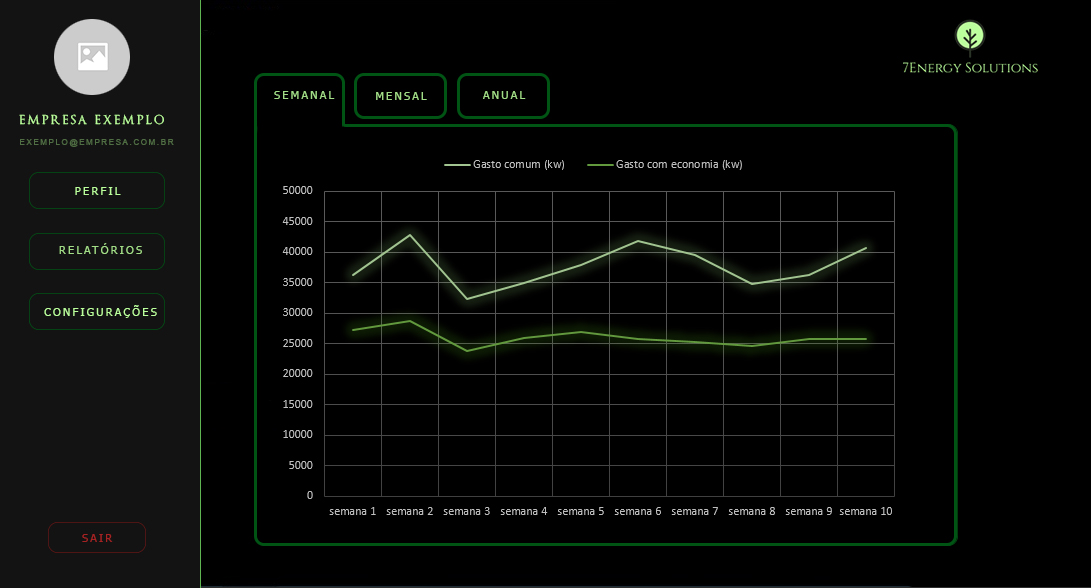 EMPRESA EXEMPLO
EXEMPLO@EMPRESA.COM.BR
PERFIL
RELATÓRIOS
CONFIGURAÇÕES
SAIR
7Energy Solutions
SEMANAL
MENSAL
ANUAL
Gasto comum (kw)
Gasto com economia (kw)
50000
45000
40000
35000
30000
25000
20000
15000
10000
5000
0
semana 1
semana 2
semana 3
semana 4
semana 5
semana 6
semana 7
semana 8
semana 9
semana 10